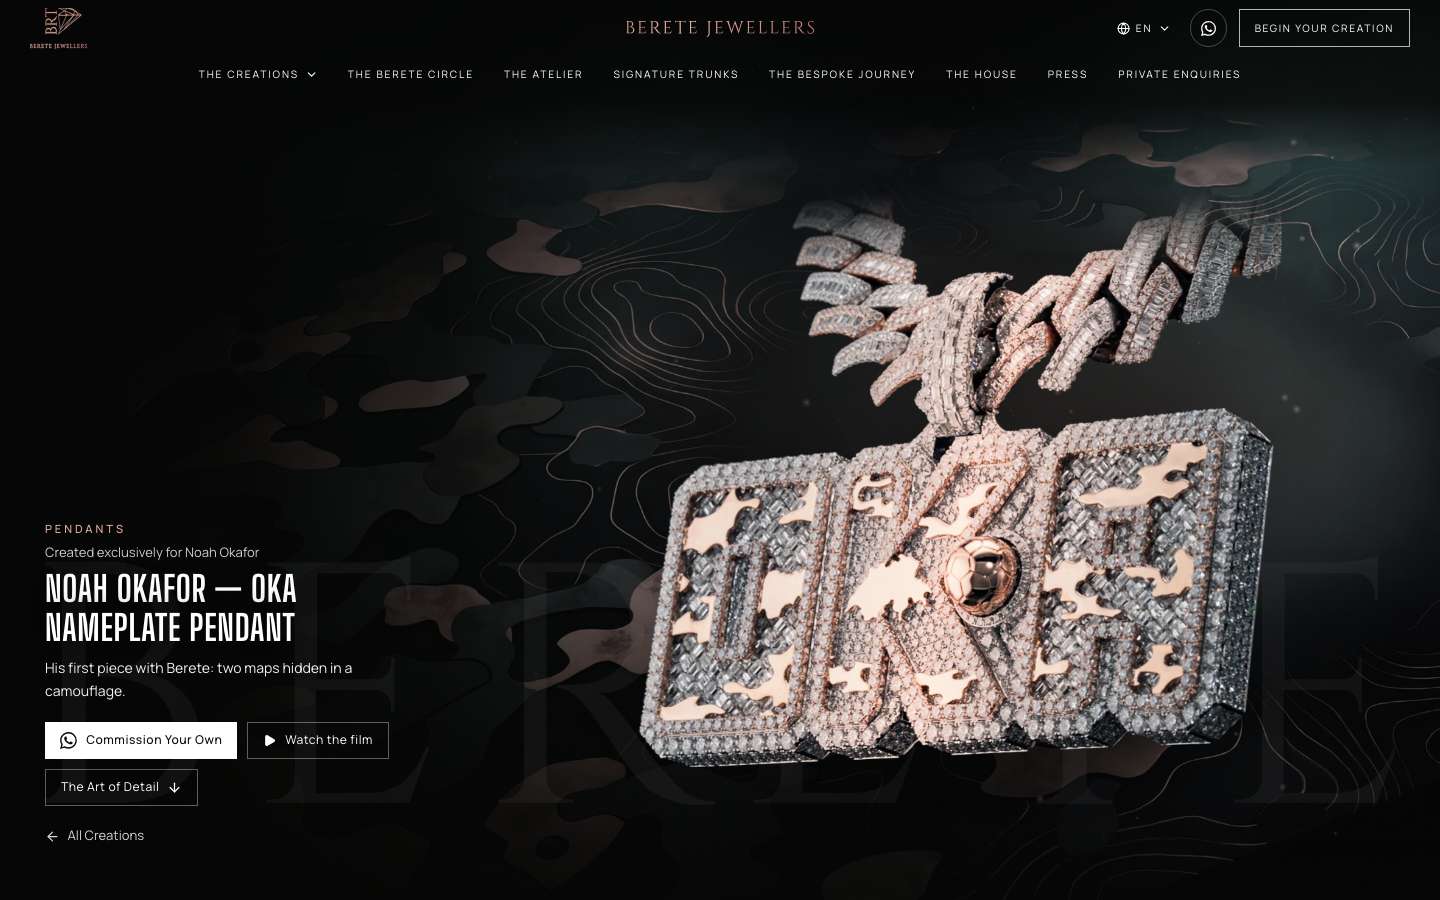 BRT
BERETE JEWELLERS
BERETE JEWELLERS
EN
BEGIN YOUR CREATION
THE CREATIONS
THE BERETE CIRCLE
THE ATELIER
SIGNATURE TRUNKS
THE BESPOKE JOURNEY
THE HOUSE
PRESS
PRIVATE ENQUIRIES
OKA
BERETE
PENDANTS
Created exclusively for Noah Okafor
NOAH OKAFOR — OKA
NAMEPLATE PENDANT
His first piece with Berete: two maps hidden in a
camouflage.
Commission Your Own
Watch the film
The Art of Detail
All Creations